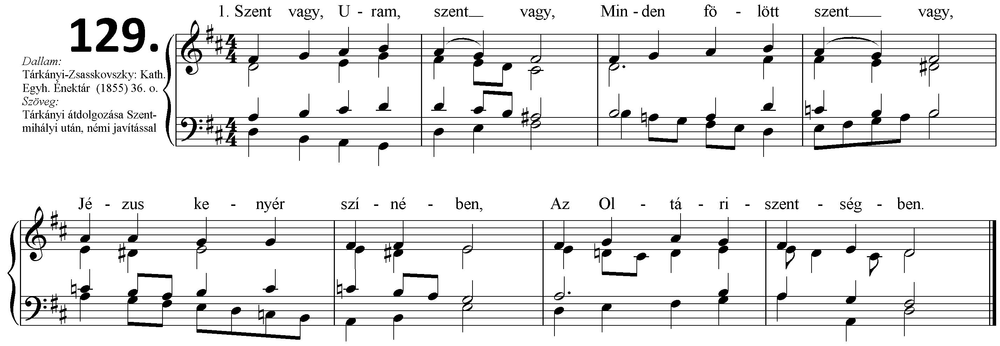 1. Szent vagy, U - ram, szent vagy, Min - den fö - lött szent vagy,
129.
Dallam:
Tárkányi-Zsasskovszky: Kath.
Egyh. Énektár (1855) 36. o.
Szöveg:
Tárkányi átdolgozása Szent-
mihályi után, némi javítással
Jé - zus ke - nyér szí - né - ben, Az Ol - tá - ri - szent - ség - ben.